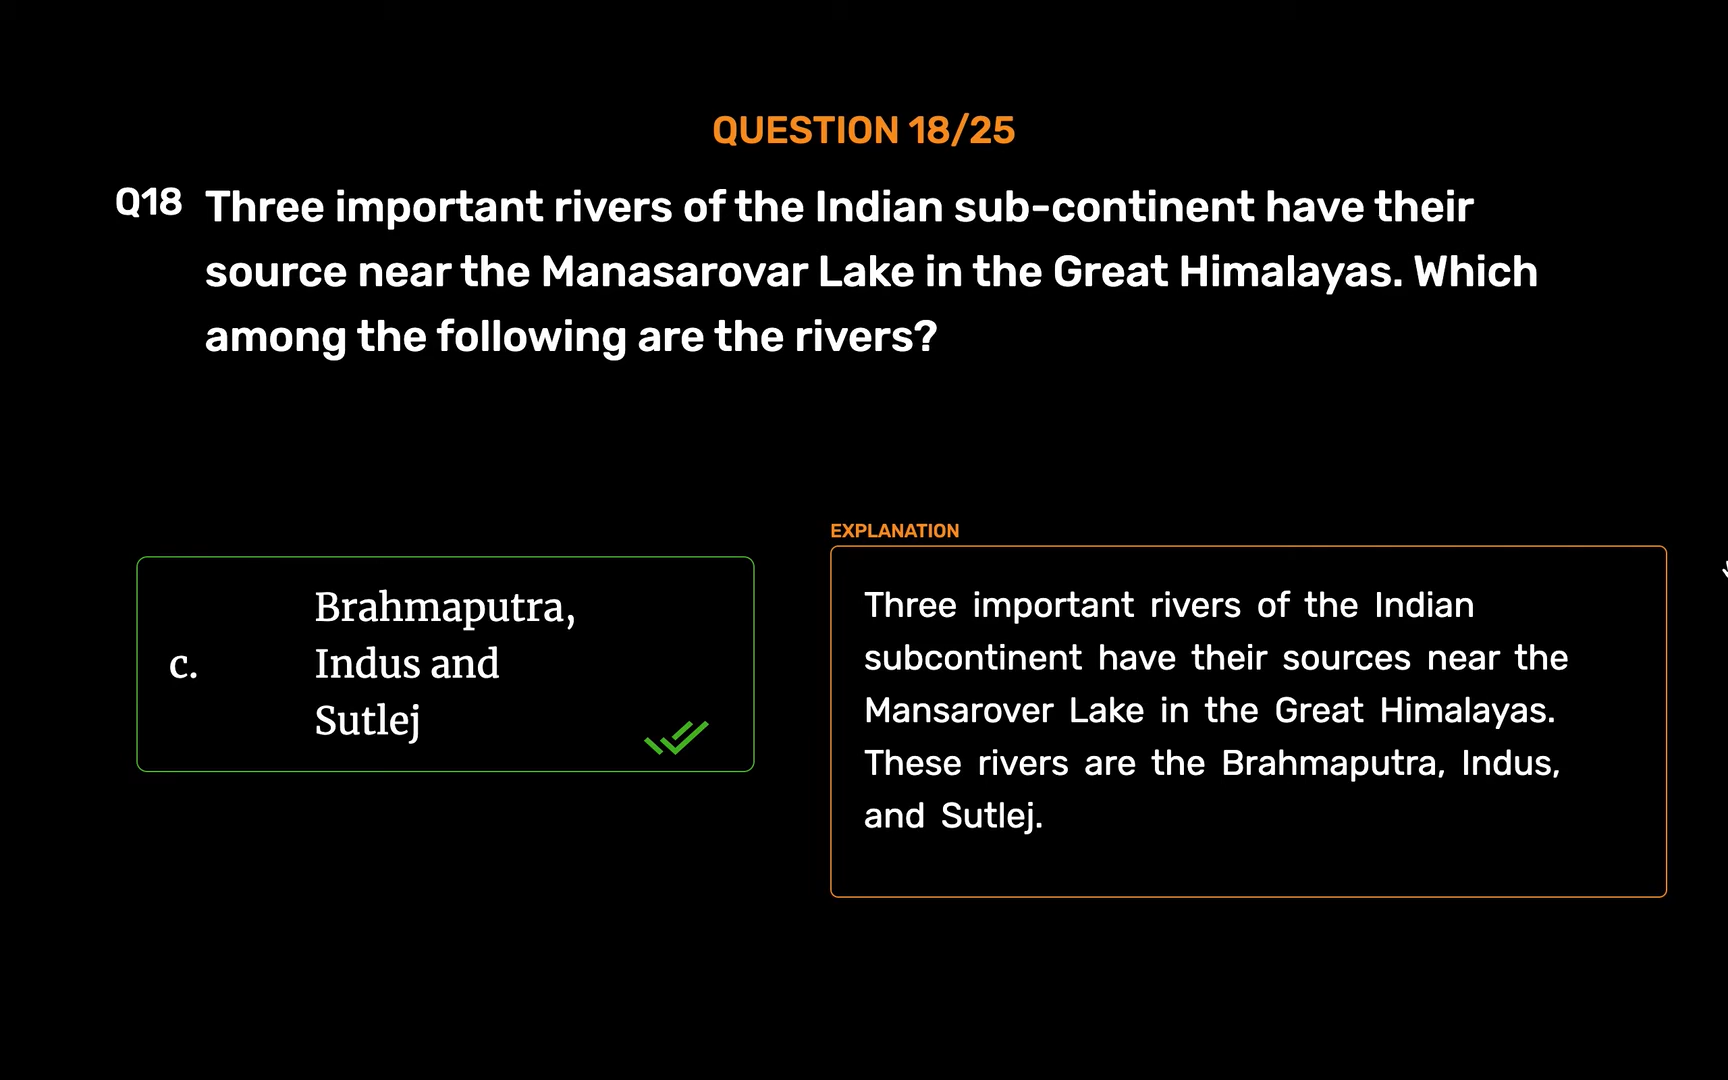 QUESTION 18/25
Q18 Three important rivers of the Indian sub-continent have their
source near the Manasarovar Lake in the Great Himalayas. Which
among the following are the rivers?
c. Brahmaputra,
Indus and
Sutlej
EXPLANATION
Three important rivers of the Indian
subcontinent have their sources near the
Mansarover Lake in the Great Himalayas.
These rivers are the Brahmaputra, Indus,
and Sutlej.